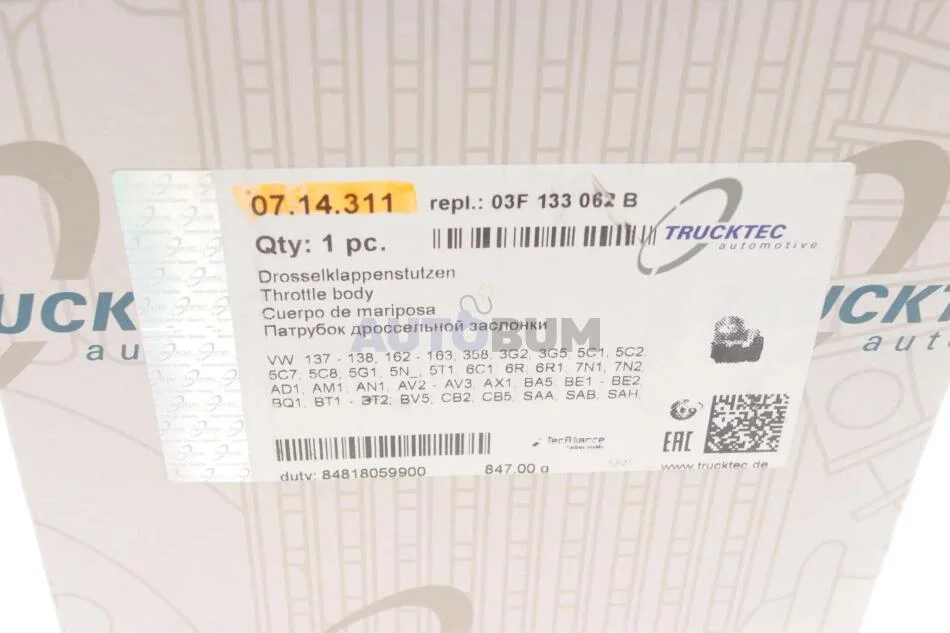 07.14.311 repl.: 03F 133 062 B
Qty: 1 pc.
TRUCKTEC
automotive
Drosselklappenstutzen
Throttle body
Cuerpo de mariposa
Патрубок дроссельной заслонки
AUTOBUM
VW 137 - 138, 162 - 163, 358, 3G2, 3G5, 5C1, 5C2,
5C7, 5C8, 5G1, 5N_, 5T1, 6C1, 6R, 6R1, 7N1, 7N2,
AD1, AM1, AN1, AV2 - AV3, AX1, BA5, BE1 - BE2,
BQ1, BT1 - BT2, BV5, CB2, CB5, SAA, SAB, SAH,
TecAlliance
EAC
duty: 84818059900 847.00 g
www.trucktec.de
UCKTEC
au
CKTEC
auto